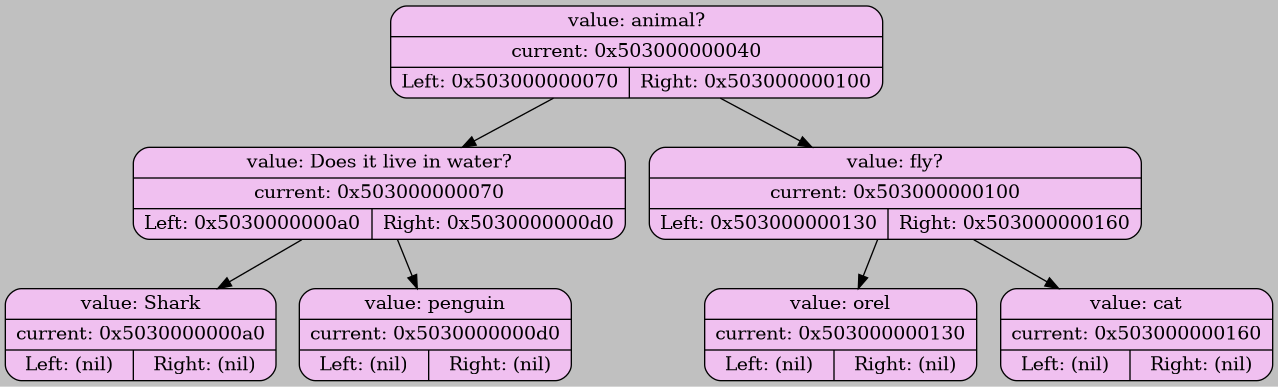 value: animal?
current: 0x503000000040
Left: 0x503000000070 Right: 0x503000000100
value: Does it live in water?
current: 0x503000000070
Left: 0x5030000000a0 Right: 0x5030000000d0
value: fly?
current: 0x503000000100
Left: 0x503000000130 Right: 0x503000000160
value: Shark
current: 0x5030000000a0
Left: (nil) Right: (nil)
value: penguin
current: 0x5030000000d0
Left: (nil) Right: (nil)
value: orel
current: 0x503000000130
Left: (nil) Right: (nil)
value: cat
current: 0x503000000160
Left: (nil) Right: (nil)